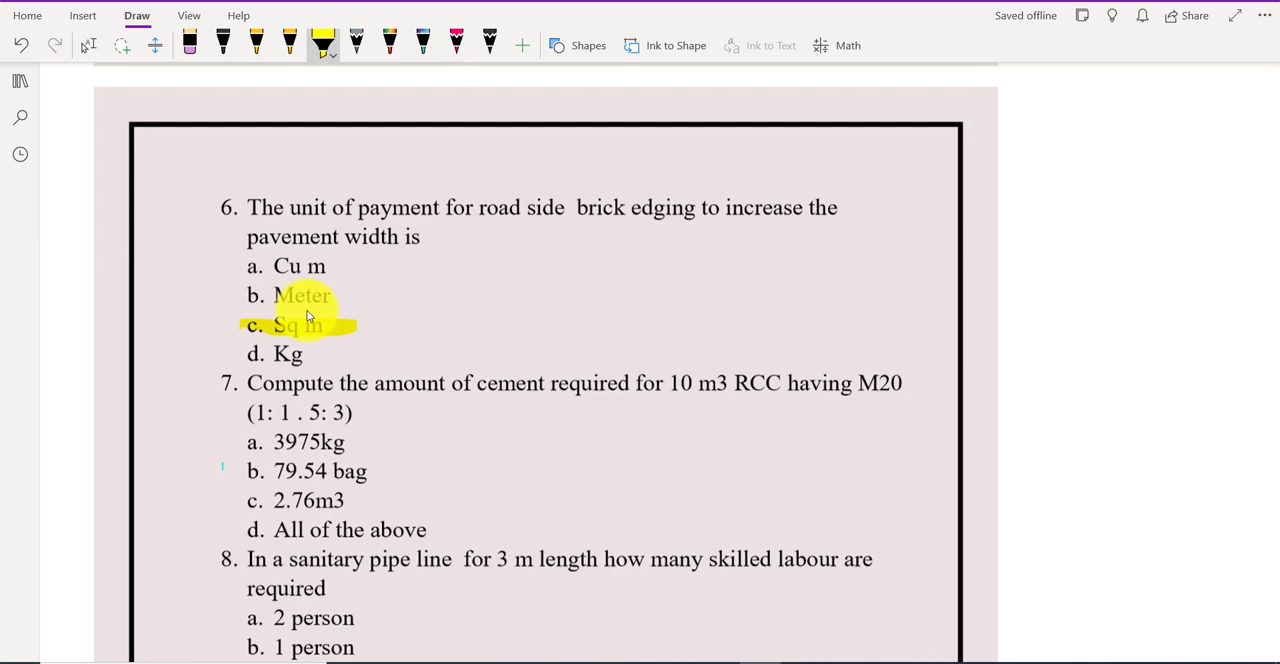 Home Insert Draw View Help Saved offline Share
Shapes Ink to Shape Ink to Text Math
6. The unit of payment for road side brick edging to increase the
pavement width is
a. Cu m
b. Meter
c. Sq m
d. Kg
7. Compute the amount of cement required for 10 m3 RCC having M20
(1: 1 . 5: 3)
a. 3975kg
b. 79.54 bag
c. 2.76m3
d. All of the above
8. In a sanitary pipe line for 3 m length how many skilled labour are
required
a. 2 person
b. 1 person